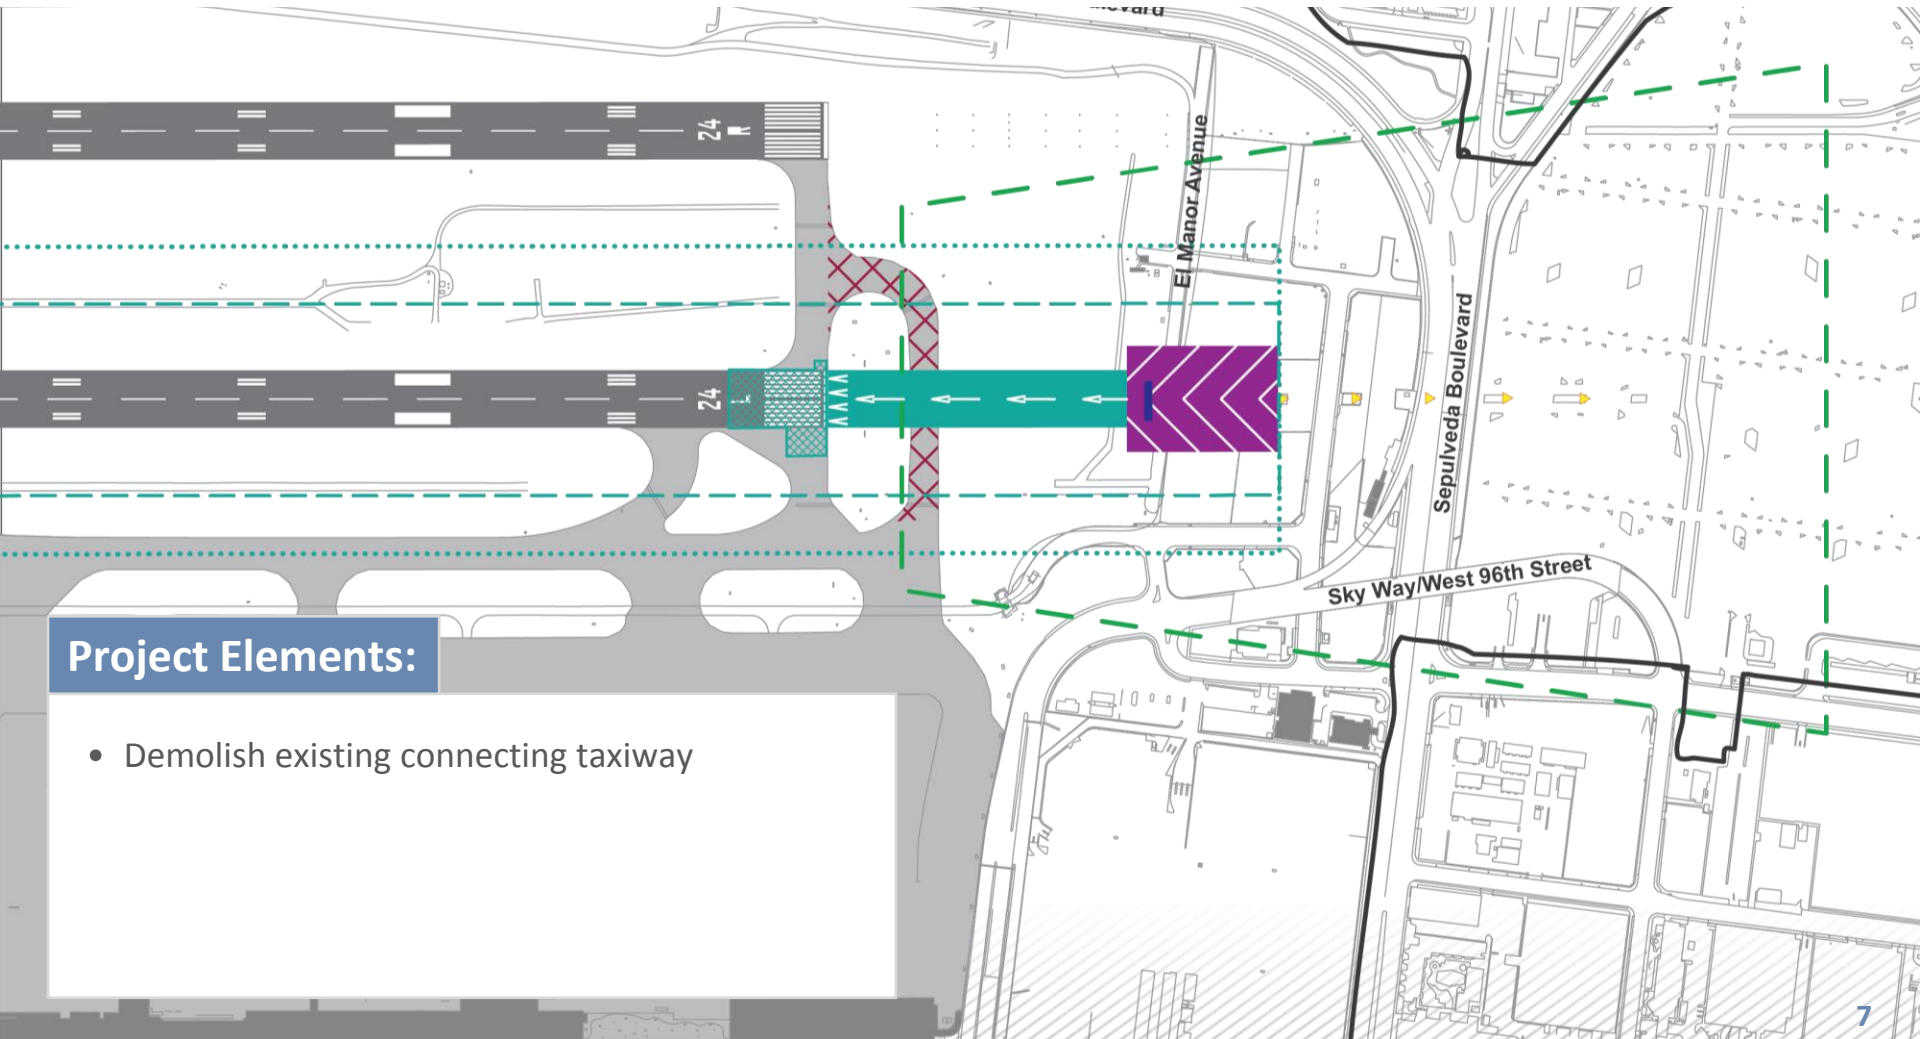 24
R
El Manor Avenue
24
Sepulveda Boulevard
Sky Way/West 96th Street
Project Elements:
• Demolish existing connecting taxiway
7